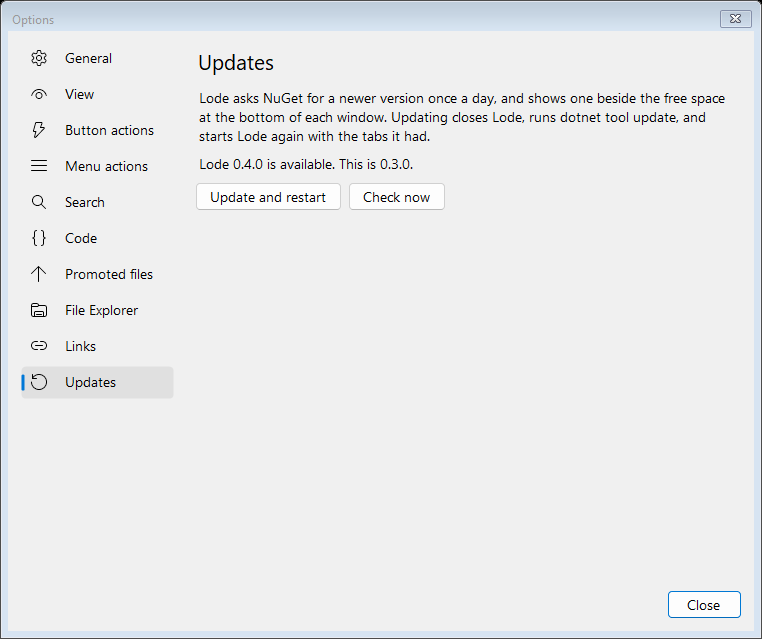 Options
General
View
Button actions
Menu actions
Search
Code
Promoted files
File Explorer
Links
Updates
Updates
Lode asks NuGet for a newer version once a day, and shows one beside the free space
at the bottom of each window. Updating closes Lode, runs dotnet tool update, and
starts Lode again with the tabs it had.
Lode 0.4.0 is available. This is 0.3.0.
Update and restart
Check now
Close